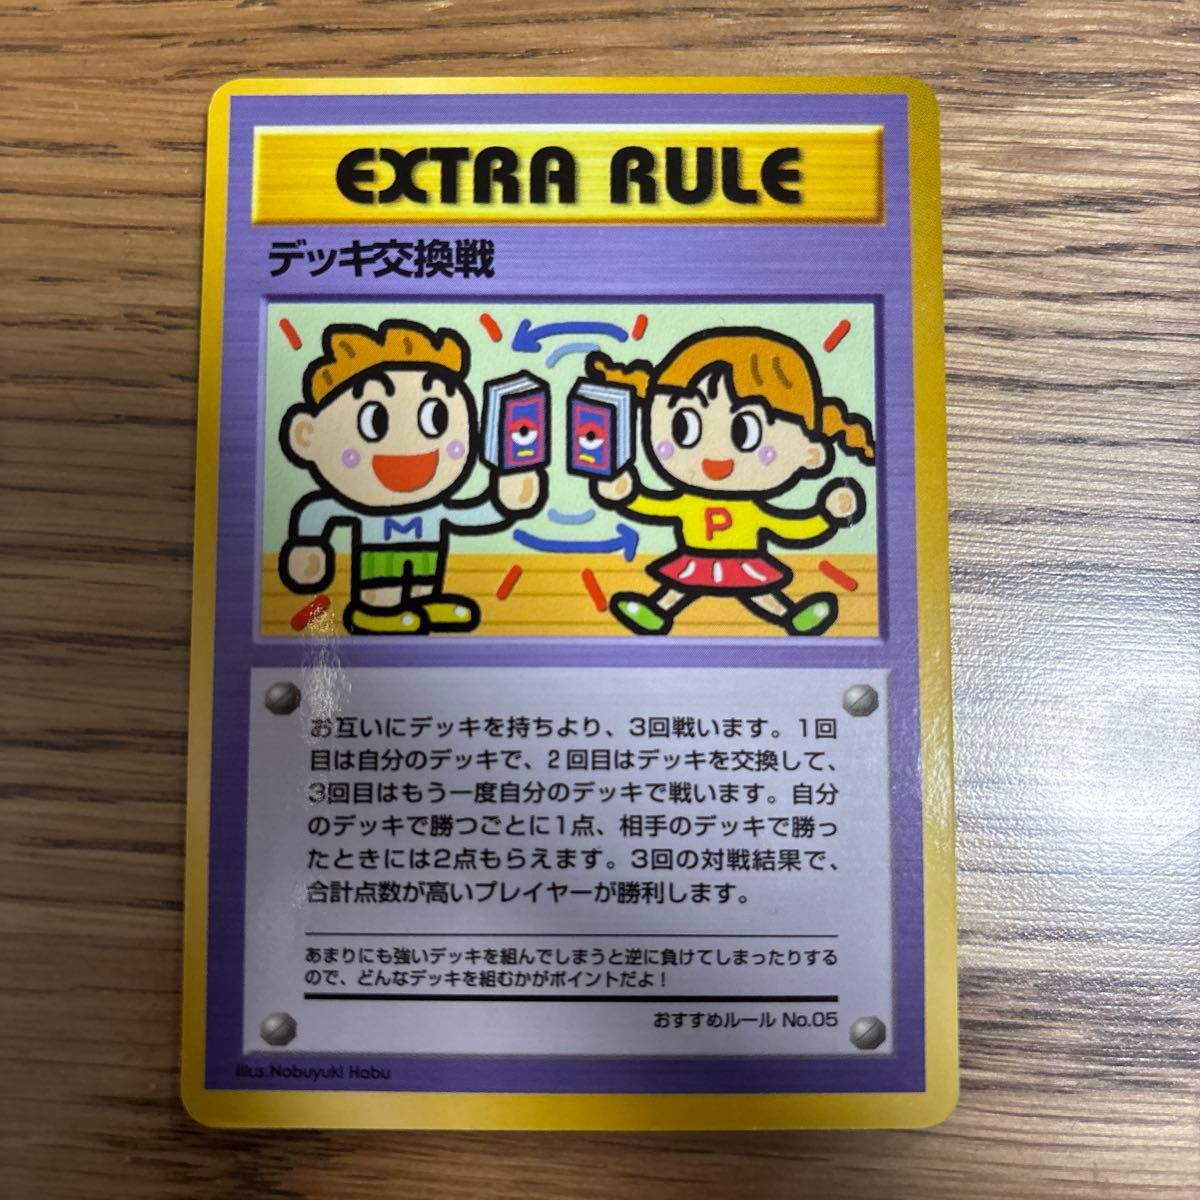 EXTRA RULE
デッキ交換戦
M
P
お互いにデッキを持ちより、3回戦います。1回
目は自分のデッキで、2回目はデッキを交換して、
3回目はもう一度自分のデッキで戦います。自分
のデッキで勝つごとに1点、相手のデッキで勝っ
たときには2点もらえます。3回の対戦結果で、
合計点数が高いプレイヤーが勝利します。
あまりにも強いデッキを組んでしまうと逆に負けてしまったりする
ので、どんなデッキを組むかがポイントだよ！
おすすめルール No.05
Illus.Nobuyuki Habu